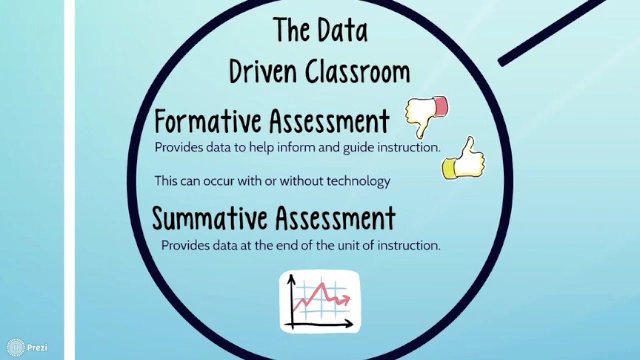 The Data
Driven Classroom
Formative Assessment
Provides data to help inform and guide instruction.
This can occur with or without technology
Summative Assessment
Provides data at the end of the unit of instruction.
Prezi